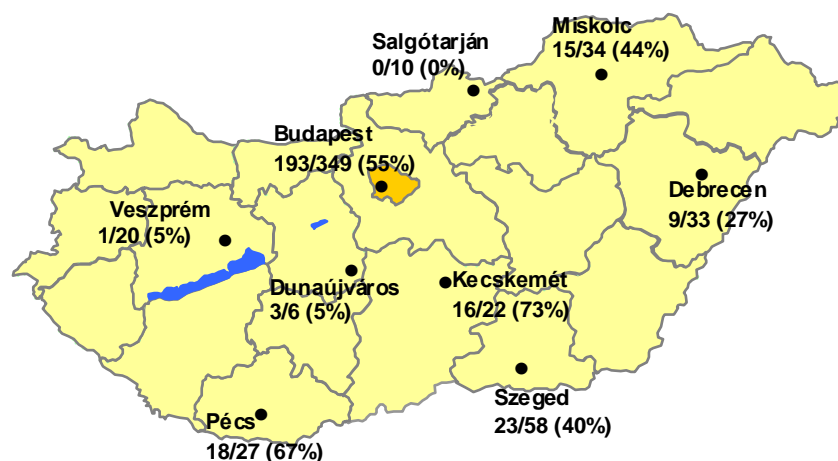 Miskolc
15/34 (44%)
Salgótarján
0/10 (0%)
Budapest
193/349 (55%)
Debrecen
9/33 (27%)
Veszprém
1/20 (5%)
Dunaújváros
3/6 (5%)
Kecskemét
16/22 (73%)
Szeged
23/58 (40%)
Pécs
18/27 (67%)